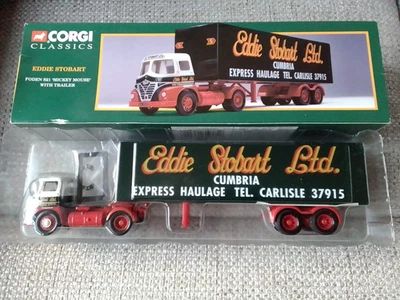 CORGI
CLASSICS
EDDIE STOBART
FODEN S21 'MICKEY MOUSE'
WITH TRAILER
Eddie Stobart Ltd.
CUMBRIA
EXPRESS HAULAGE TEL. CARLISLE 37915
Eddie Stobart Ltd.
CUMBRIA
EXPRESS HAULAGE TEL. CARLISLE 37915